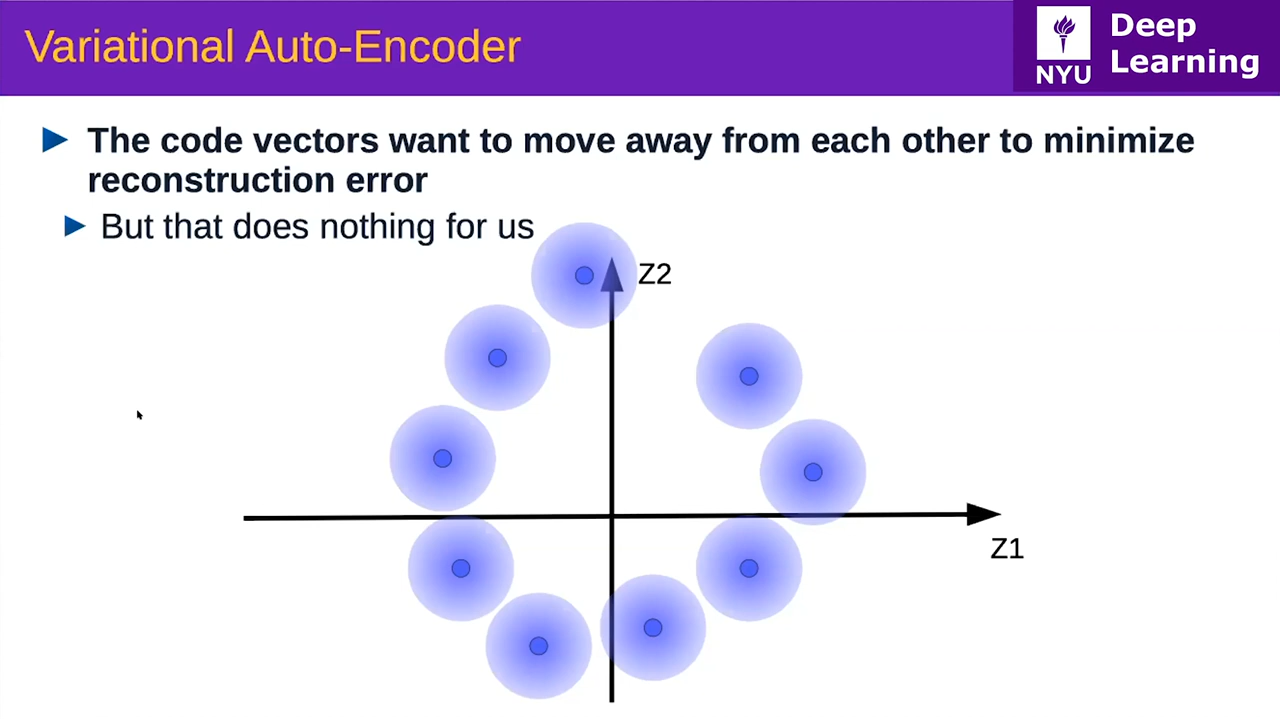 Variational Auto-Encoder
NYU
Deep
Learning
The code vectors want to move away from each other to minimize
reconstruction error
But that does nothing for us
Z2
Z1